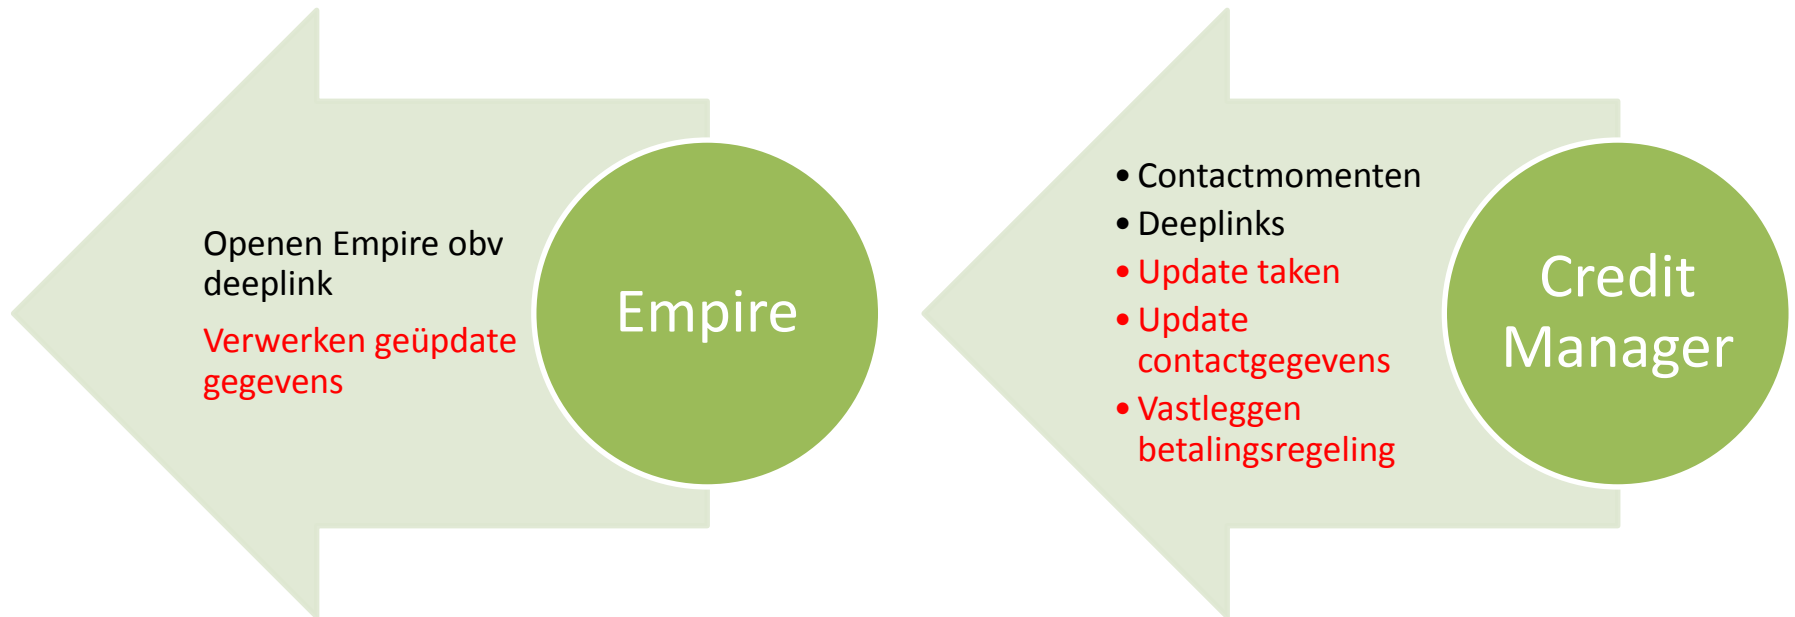 Openen Empire obv
deeplink
Verwerken geüpdate
gegevens
Empire
• Contactmomenten
• Deeplinks
• Update taken
• Update
contactgegevens
• Vastleggen
betalingsregeling
Credit
Manager